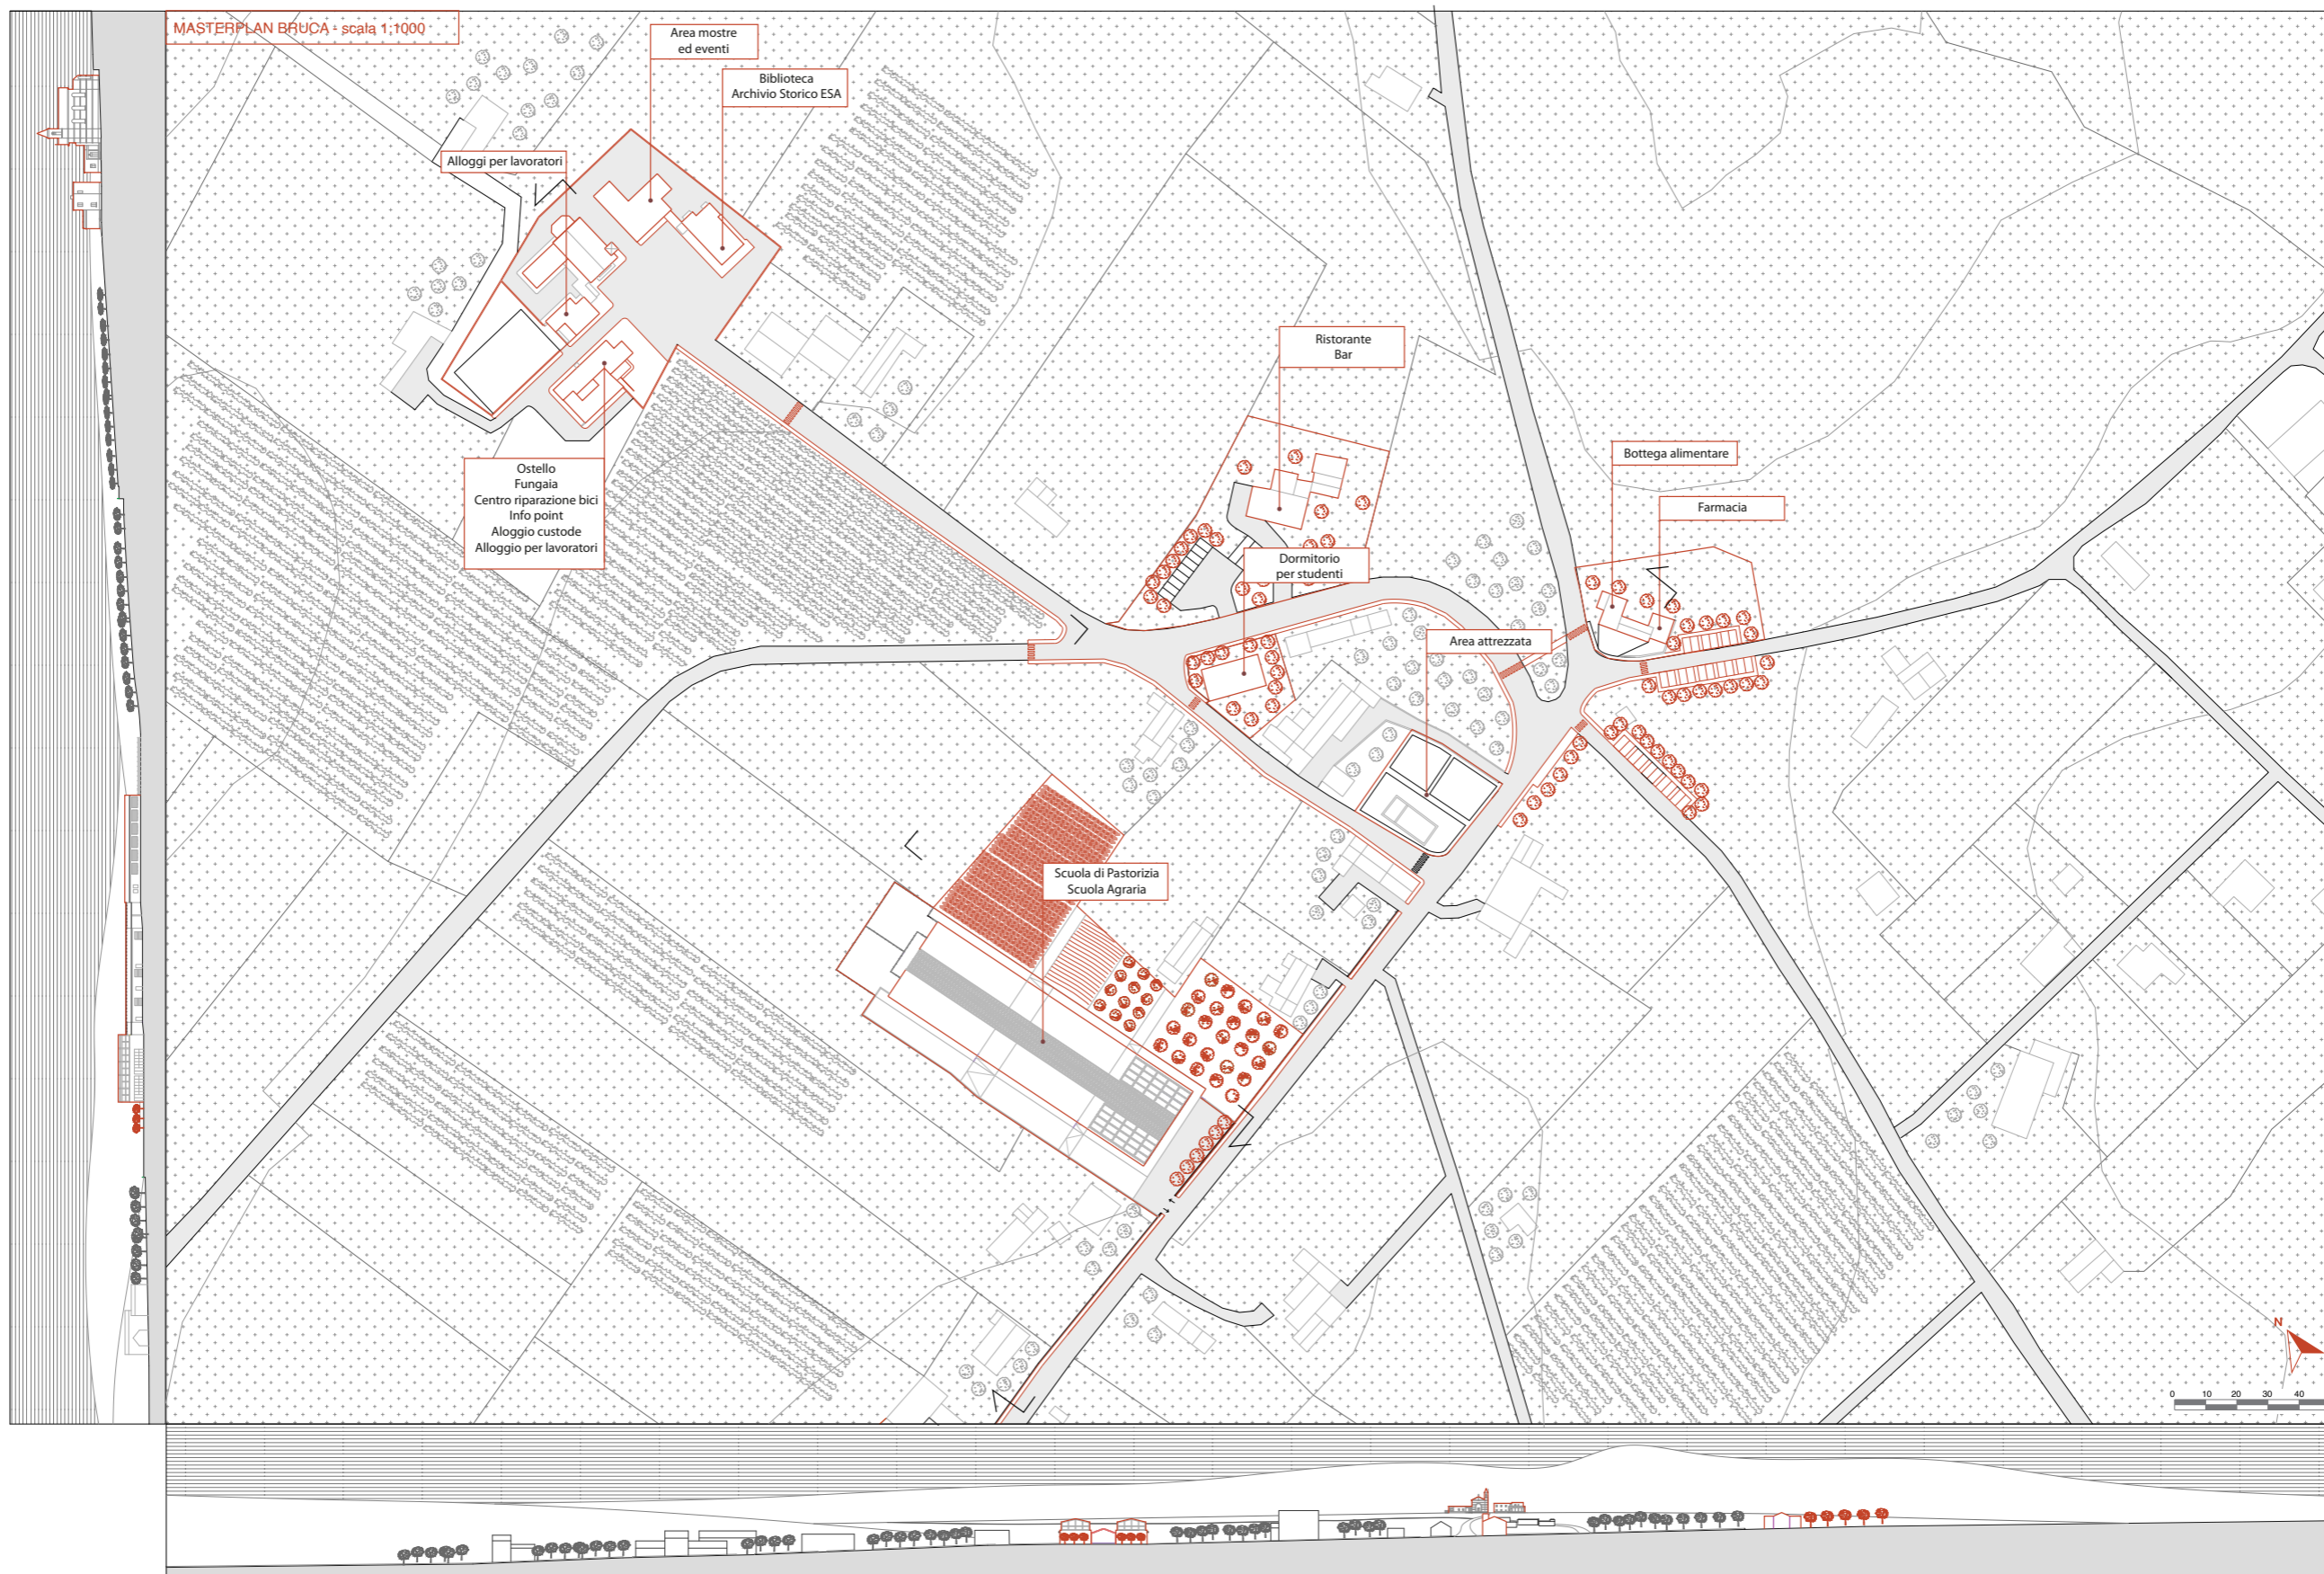 MASTERPLAN BRUCA - scala 1:1000
Area mostre
ed eventi
Biblioteca
Archivio Storico ESA
Alloggi per lavoratori
Ristorante
Bar
Bottega alimentare
Farmacia
Ostello
Fungaia
Centro riparazione bici
Info point
Aloggio custode
Alloggio per lavoratori
Dormitorio
per studenti
Area attrezzata
Scuola di Pastorizia
Scuola Agraria
N
0 10 20 30 40